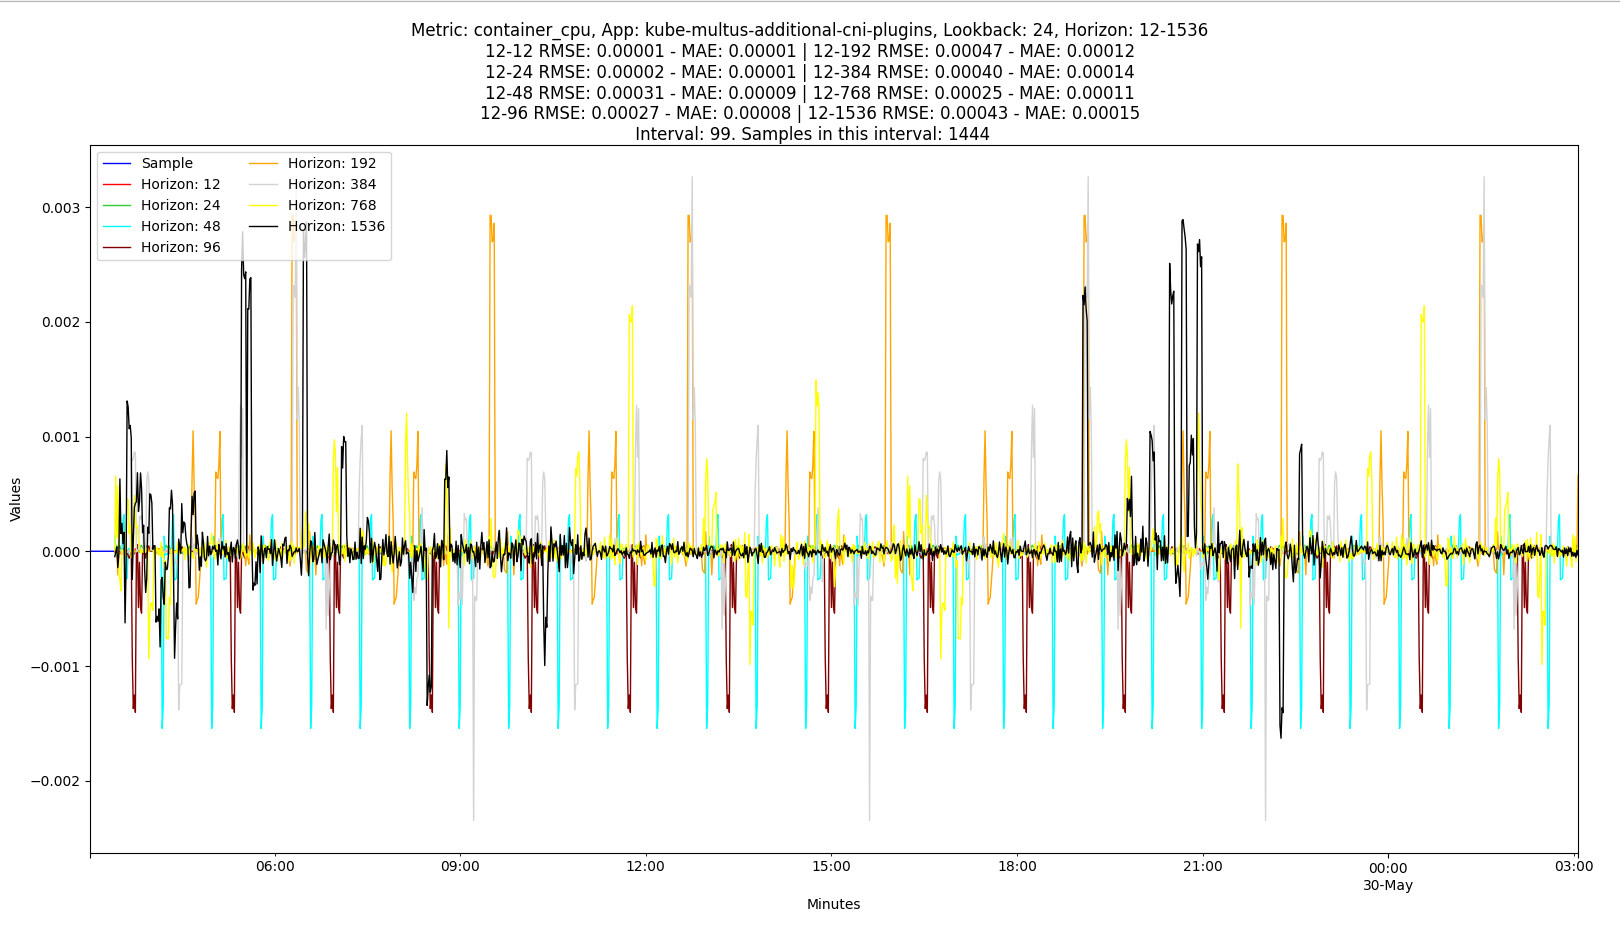 Metric: container_cpu, App: kube-multus-additional-cni-plugins, Lookback: 24, Horizon: 12-1536
12-12 RMSE: 0.00001 - MAE: 0.00001 | 12-192 RMSE: 0.00047 - MAE: 0.00012
12-24 RMSE: 0.00002 - MAE: 0.00001 | 12-384 RMSE: 0.00040 - MAE: 0.00014
12-48 RMSE: 0.00031 - MAE: 0.00009 | 12-768 RMSE: 0.00025 - MAE: 0.00011
12-96 RMSE: 0.00027 - MAE: 0.00008 | 12-1536 RMSE: 0.00043 - MAE: 0.00015
Interval: 99. Samples in this interval: 1444
Sample
Horizon: 12
Horizon: 24
Horizon: 48
Horizon: 96
Horizon: 192
Horizon: 384
Horizon: 768
Horizon: 1536
Values
0.003
0.002
0.001
0.000
−0.001
−0.002
06:00
09:00
12:00
15:00
18:00
21:00
00:00
30-May
03:00
Minutes